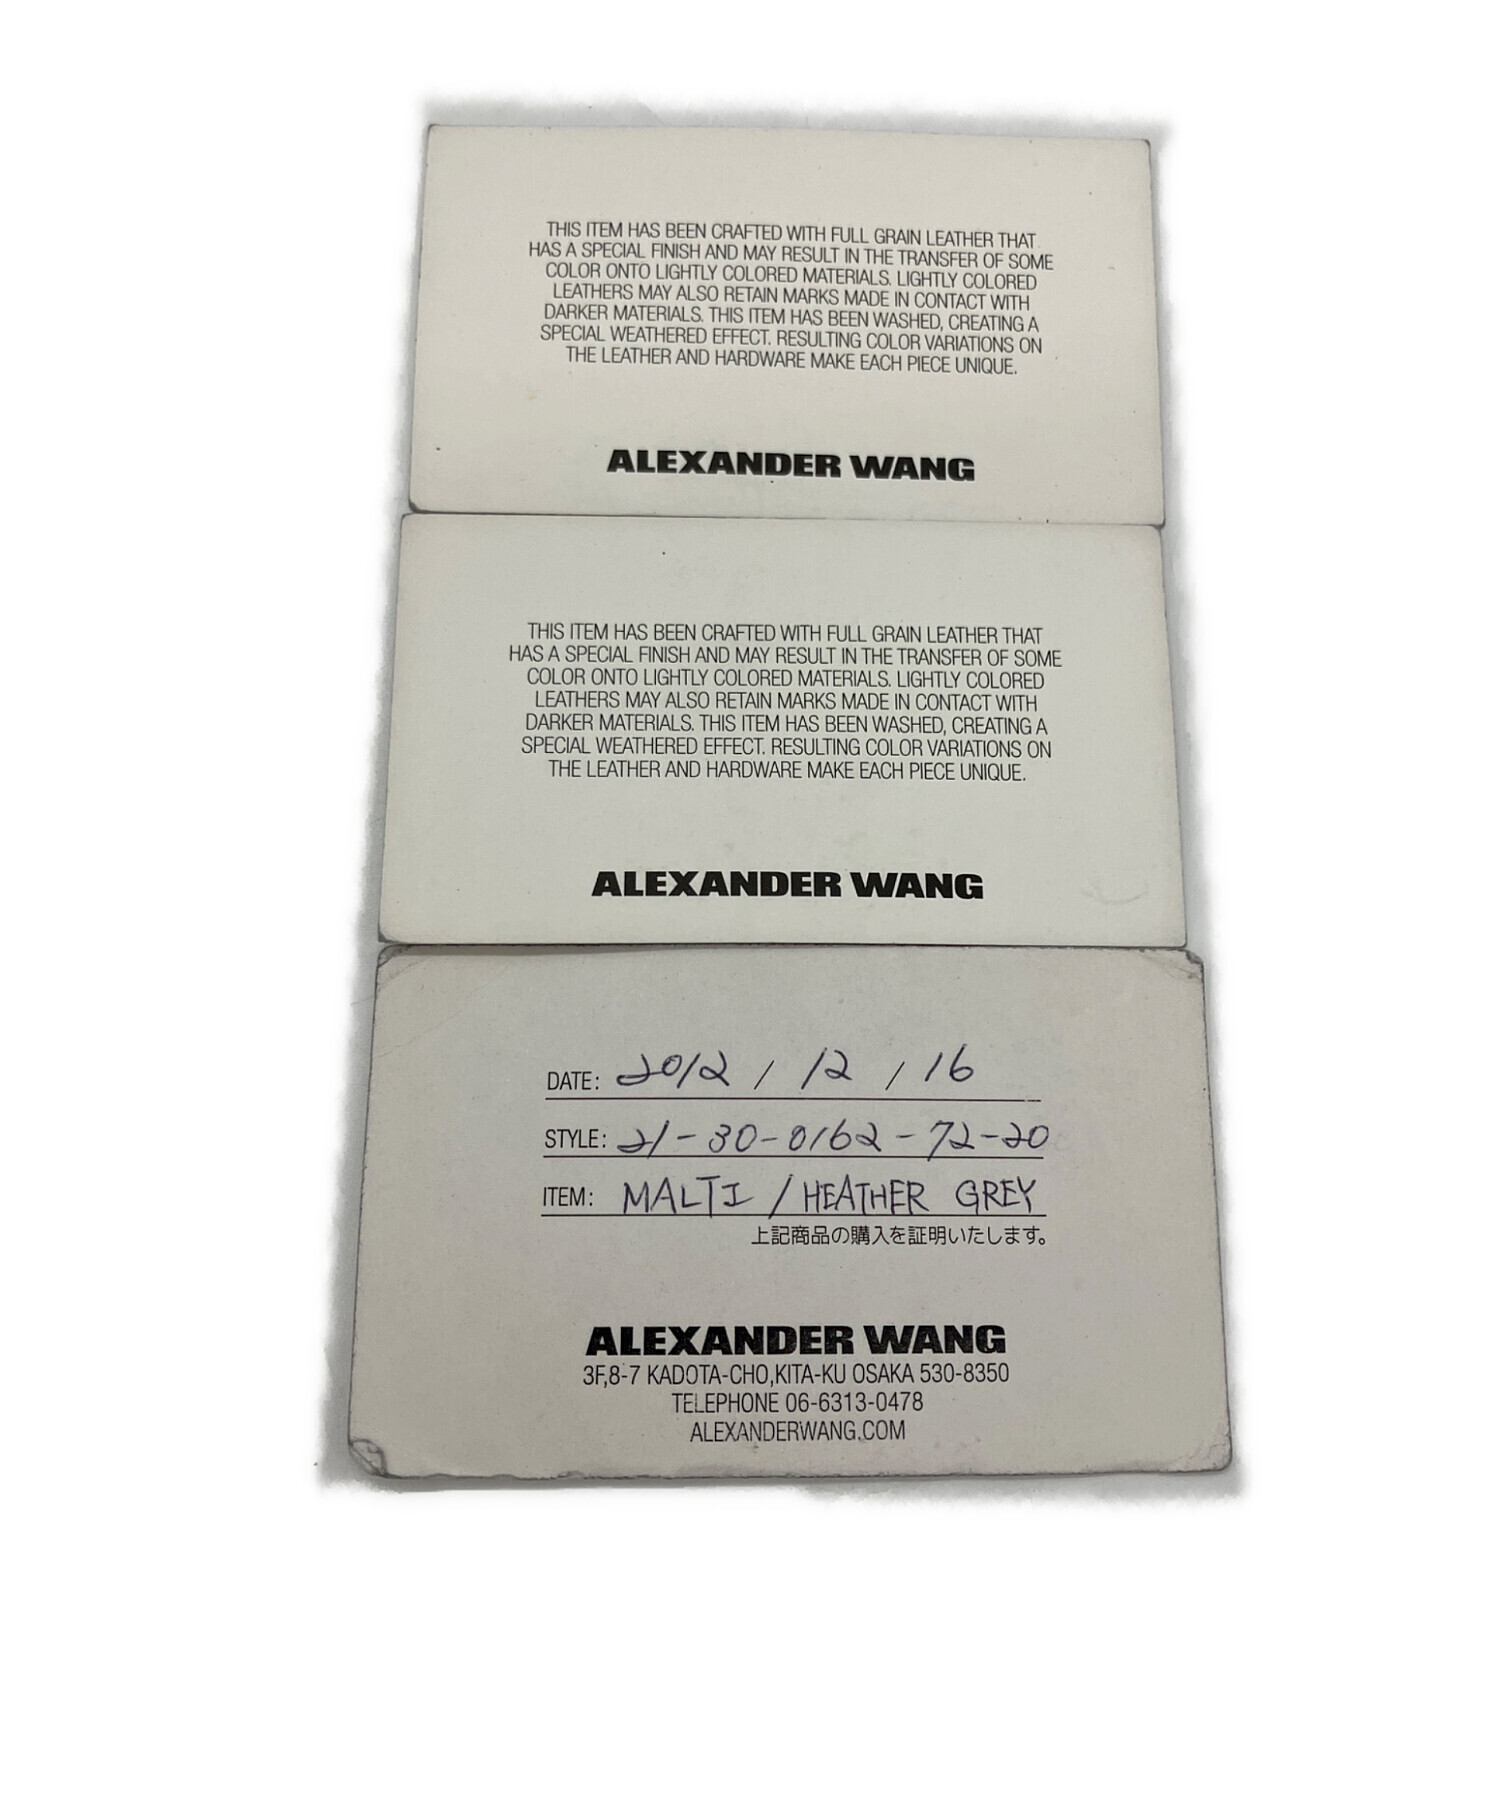 THIS ITEM HAS BEEN CRAFTED WITH FULL GRAIN LEATHER THAT
HAS A SPECIAL FINISH AND MAY RESULT IN THE TRANSFER OF SOME
COLOR ONTO LIGHTLY COLORED MATERIALS. LIGHTLY COLORED
LEATHERS MAY ALSO RETAIN MARKS MADE IN CONTACT WITH
DARKER MATERIALS. THIS ITEM HAS BEEN WASHED, CREATING A
SPECIAL WEATHERED EFFECT. RESULTING COLOR VARIATIONS ON
THE LEATHER AND HARDWARE MAKE EACH PIECE UNIQUE.
ALEXANDER WANG
THIS ITEM HAS BEEN CRAFTED WITH FULL GRAIN LEATHER THAT
HAS A SPECIAL FINISH AND MAY RESULT IN THE TRANSFER OF SOME
COLOR ONTO LIGHTLY COLORED MATERIALS. LIGHTLY COLORED
LEATHERS MAY ALSO RETAIN MARKS MADE IN CONTACT WITH
DARKER MATERIALS. THIS ITEM HAS BEEN WASHED, CREATING A
SPECIAL WEATHERED EFFECT. RESULTING COLOR VARIATIONS ON
THE LEATHER AND HARDWARE MAKE EACH PIECE UNIQUE.
ALEXANDER WANG
DATE: 2012 / 12 / 16
STYLE: 21-30-0162-72-20
ITEM: MALTI / HEATHER GREY
上記商品の購入を証明いたします。
ALEXANDER WANG
3F,8-7 KADOTA-CHO,KITA-KU OSAKA 530-8350
TELEPHONE 06-6313-0478
ALEXANDERWANG.COM